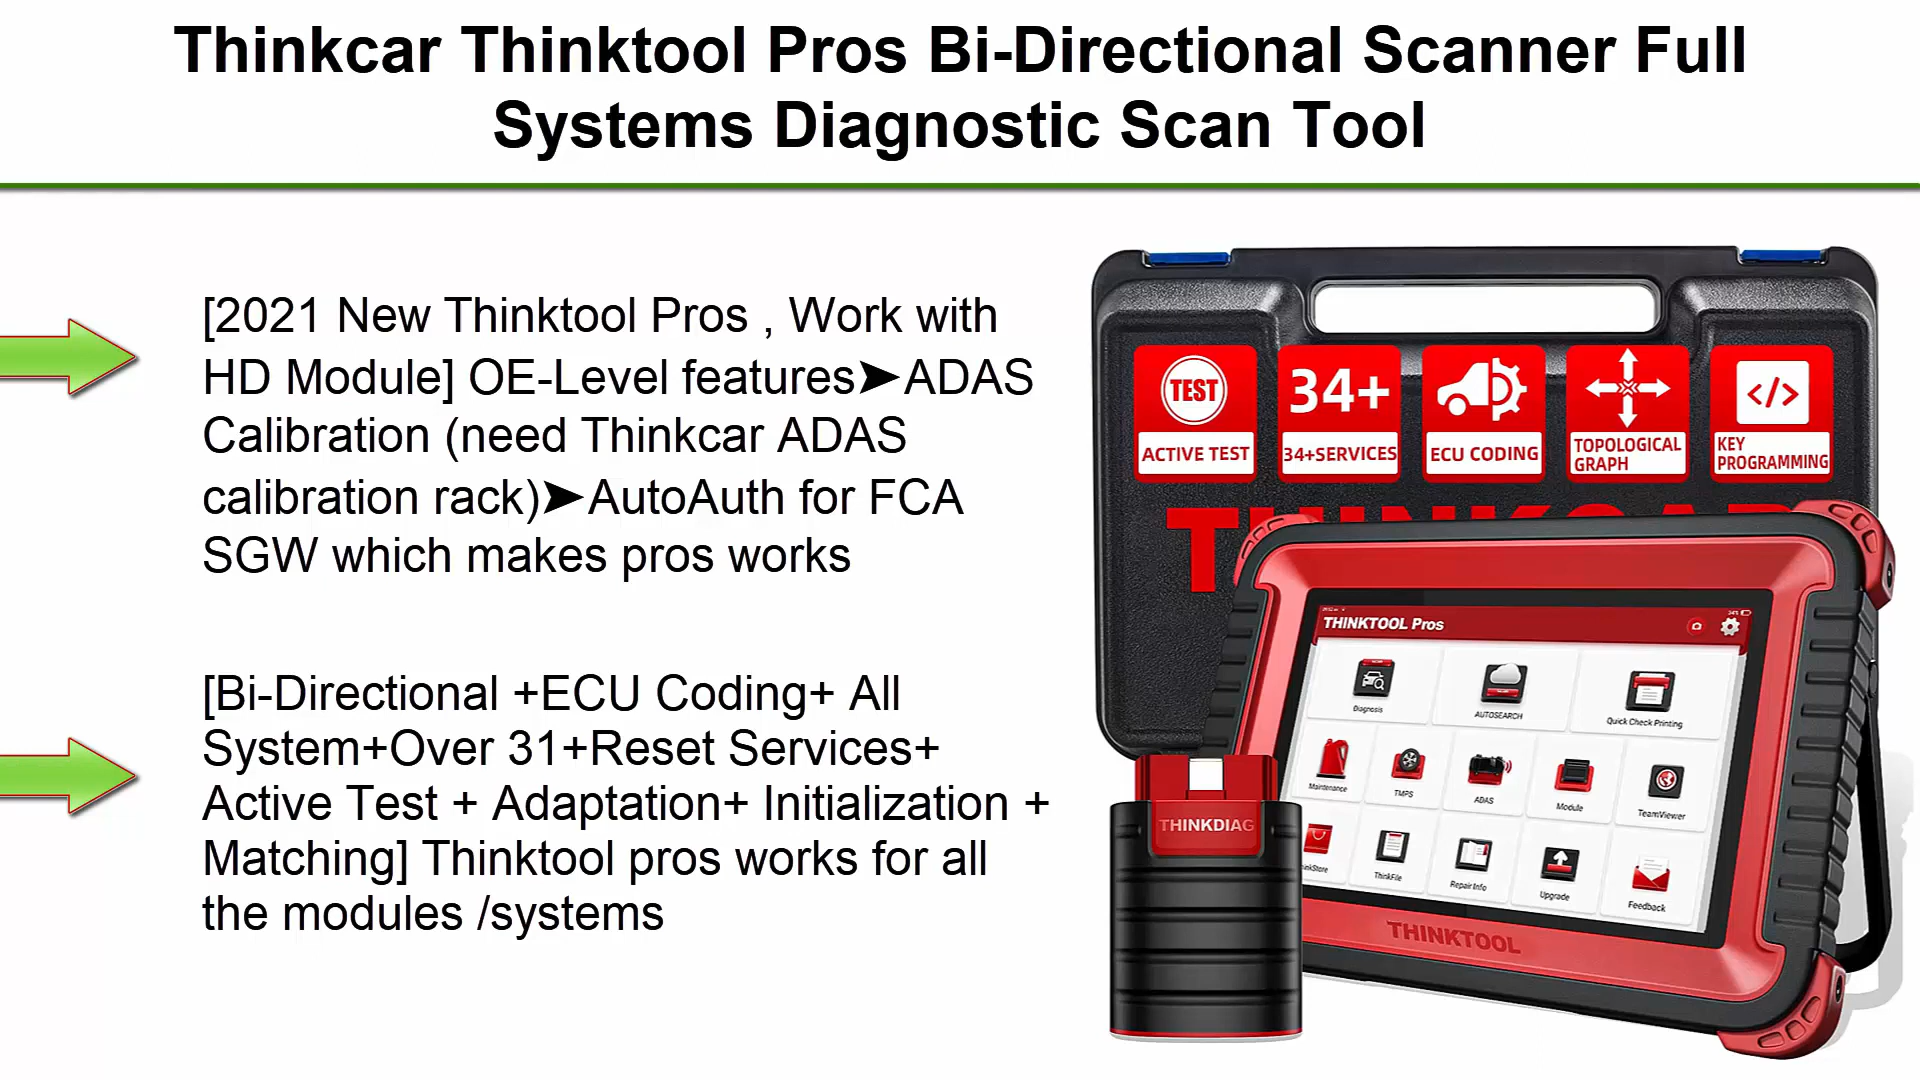 Thinkcar Thinktool Pros Bi-Directional Scanner Full
Systems Diagnostic Scan Tool
[2021 New Thinktool Pros , Work with
HD Module] OE-Level features➤ADAS
Calibration (need Thinkcar ADAS
calibration rack)➤AutoAuth for FCA
SGW which makes pros works
[Bi-Directional +ECU Coding+ All
System+Over 31+Reset Services+
Active Test + Adaptation+ Initialization +
Matching] Thinktool pros works for all
the modules /systems
TEST
ACTIVE TEST
34+
34+SERVICES
ECU CODING
TOPOLOGICAL
GRAPH
</>
KEY
PROGRAMMING
THINKCAR
THINKTOOL Pros
Diagnosis
AUTOSEARCH
Quick Check Printing
Maintenance
TMPS
ADAS
Module
TeamViewer
inkStore
ThinkFile
Repair Info
Upgrade
Feedback
THINKTOOL
THINKDIAG